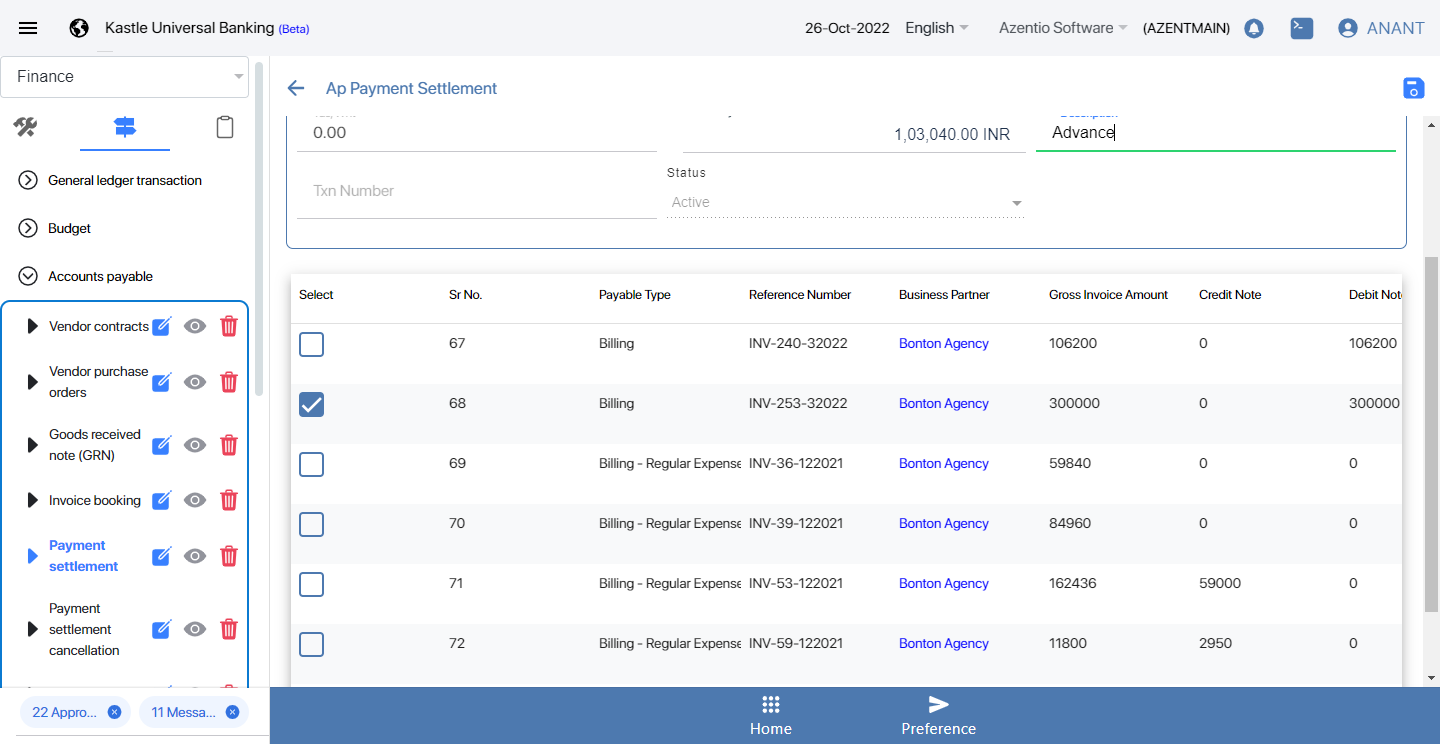 Kastle Universal Banking (Beta)
26-Oct-2022 English Azentio Software (AZENTMAIN) ANANT
Finance
Ap Payment Settlement
General ledger transaction
Budget
Accounts payable
Vendor contracts
Vendor purchase
orders
Goods received
note (GRN)
Invoice booking
Payment
settlement
Payment
settlement
cancellation
22 Appro...
11 Messa...
0.00
1,03,040.00 INR
Description
Advance
Txn Number
Status
Active
Select Sr No. Payable Type Reference Number Business Partner Gross Invoice Amount Credit Note Debit Not
67 Billing INV-240-32022 Bonton Agency 106200 0 106200
68 Billing INV-253-32022 Bonton Agency 300000 0 300000
69 Billing - Regular Expense INV-36-122021 Bonton Agency 59840 0 0
70 Billing - Regular Expense INV-39-122021 Bonton Agency 84960 0 0
71 Billing - Regular Expense INV-53-122021 Bonton Agency 162436 59000 0
72 Billing - Regular Expense INV-59-122021 Bonton Agency 11800 2950 0
Home
Preference